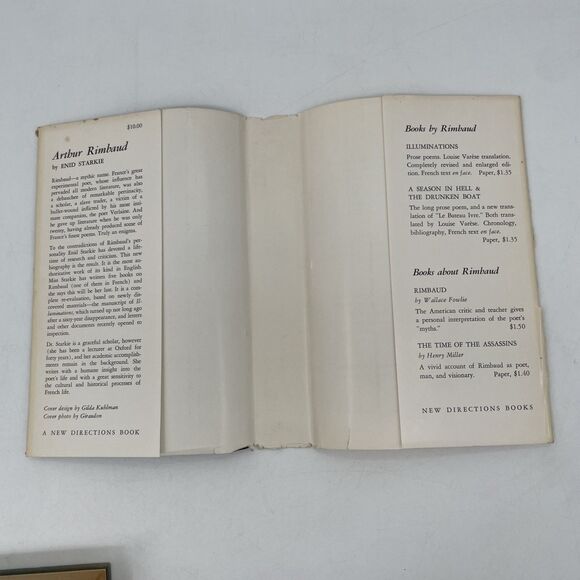 $10.00
Arthur Rimbaud
by ENID STARKIE
Rimbaud—a mythic name. France's great
experimental poet, whose influence has
pervaded all modern literature, was also
a debauchee of remarkable pertinacity,
a scholar, a slave trader, a victim of a
bullet-wound inflicted by his most inti-
mate companion, the poet Verlaine. And
he gave up literature when he was only
twenty, having already produced some of
France's finest poems. Truly an enigma.
To the contradictions of Rimbaud's per-
sonality Enid Starkie has devoted a life-
time of research and criticism. This new
biography is the result. It is the most au-
thoritative work of its kind in English.
Miss Starkie has written five books on
Rimbaud (one of them in French) and
she says this will be her last. It is a com-
plete re-evaluation, based on newly dis-
covered materials—the manuscript of Il-
luminations, which turned up not long ago
after a sixty-year disappearance, and letters
and other documents recently opened to
inspection.
Dr. Starkie is a graceful scholar, however
(she has been a lecturer at Oxford for
forty years), and her academic accomplish-
ments remain in the background. She
writes with a humane insight into the
poet's life and with a great sensitivity to
the cultural and historical processes of
French life.
Cover design by Gilda Kuhlman
Cover photo by Giraudon
A NEW DIRECTIONS BOOK
Books by Rimbaud
ILLUMINATIONS
Prose poems. Louise Varèse translation.
Completely revised and enlarged edi-
tion. French text en face. Paper, $1.35
A SEASON IN HELL &
THE DRUNKEN BOAT
The long prose poem, and a new trans-
lation of "Le Bateau Ivre." Both trans-
lated by Louise Varèse. Chronology,
bibliography, French text en face.
Paper, $1.35
Books about Rimbaud
RIMBAUD
by Wallace Fowlie
The American critic and teacher gives
a personal interpretation of the poet's
"myths." $1.50
THE TIME OF THE ASSASSINS
by Henry Miller
A vivid account of Rimbaud as poet,
man, and visionary. Paper, $1.40
NEW DIRECTIONS BOOKS